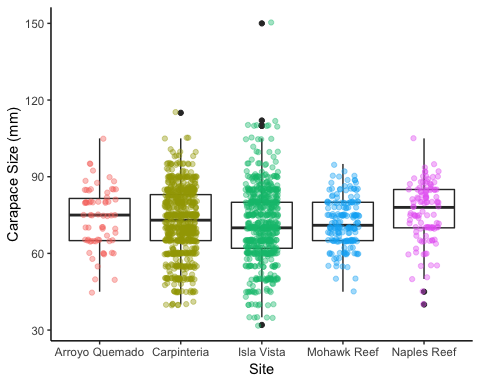 Carapace Size (mm)
150
120
90
60
30
Arroyo Quemado Carpinteria Isla Vista Mohawk Reef Naples Reef
Site